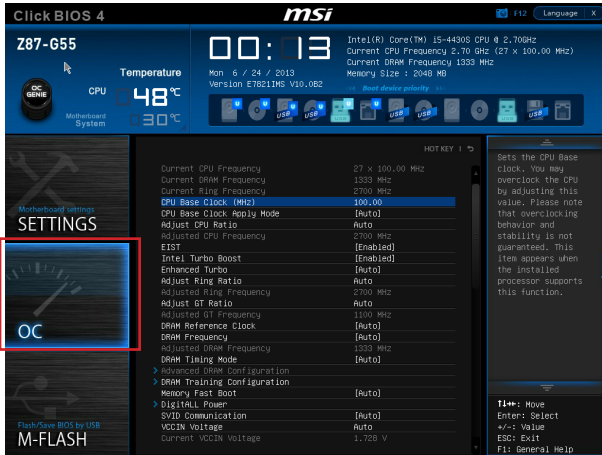 Click BIOS 4
msi
F12 Language X
Z87-G55
OC GENIE
Temperature
CPU 48°C
Motherboard
System 30°C
00:13
Mon 6 / 24 / 2013
Version E7821IMS V10.0B2
Intel(R) Core(TM) i5-4430S CPU @ 2.70GHz
Current CPU Frequency 2.70 GHz (27 x 100.00 MHz)
Current DRAM Frequency 1333 MHz
Memory Size : 2048 MB
Boot device priority
U U U U U U U
USB USB USB USB
HOT KEY
Motherboard settings
SETTINGS
OC
Flash/Save BIOS by USB
M-FLASH
Current CPU Frequency 27 x 100.00 MHz
Current DRAM Frequency 1333 MHz
Current Ring Frequency 2700 MHz
CPU Base Clock (MHz) 100.00
CPU Base Clock Apply Mode [Auto]
Adjust CPU Ratio Auto
Adjusted CPU Frequency 2700 MHz
EIST [Enabled]
Intel Turbo Boost [Enabled]
Enhanced Turbo [Auto]
Adjust Ring Ratio Auto
Adjusted Ring Frequency 2700 MHz
Adjust GT Ratio Auto
Adjusted GT Frequency 1100 MHz
DRAM Reference Clock [Auto]
DRAM Frequency [Auto]
Adjusted DRAM Frequency 1333 MHz
DRAM Timing Mode [Auto]
> Advanced DRAM Configuration
> DRAM Training Configuration
Memory Fast Boot [Auto]
> DigitALL Power
SVID Communication [Auto]
VCCIN Voltage Auto
Current VCCIN Voltage 1.728 V
Sets the CPU Base
clock. You may
overclock the CPU
by adjusting this
value. Please note
that overclocking
behavior and
stability is not
guaranteed. This
item appears when
the installed
processor supports
this function.
↑↓→←: Move
Enter: Select
+/-: Value
ESC: Exit
F1: General Help